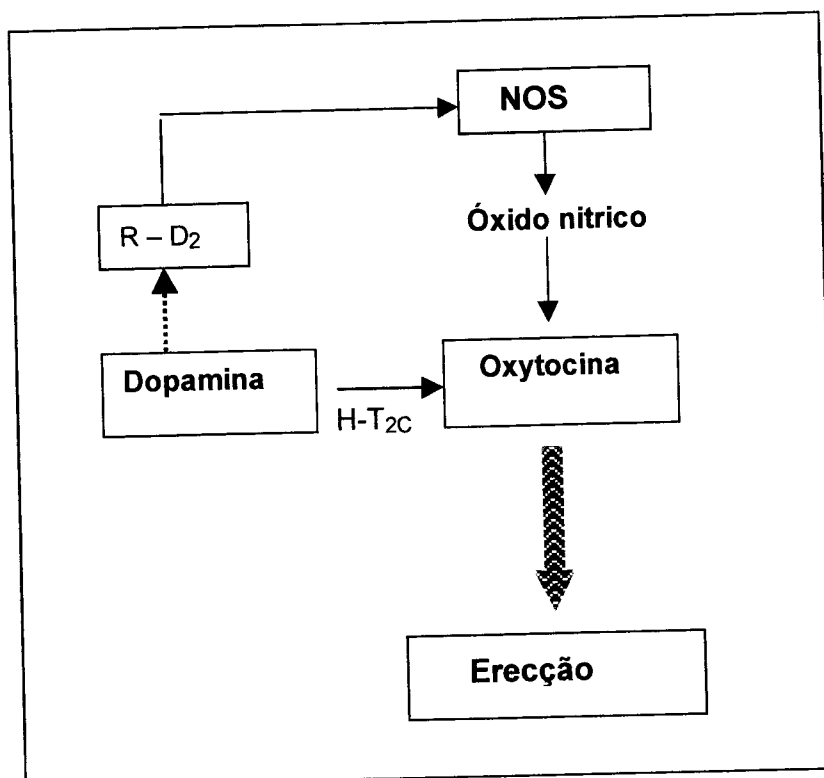 NOS
Óxido nitrico
R – D2
Dopamina
H-T2C
Oxytocina
Erecção